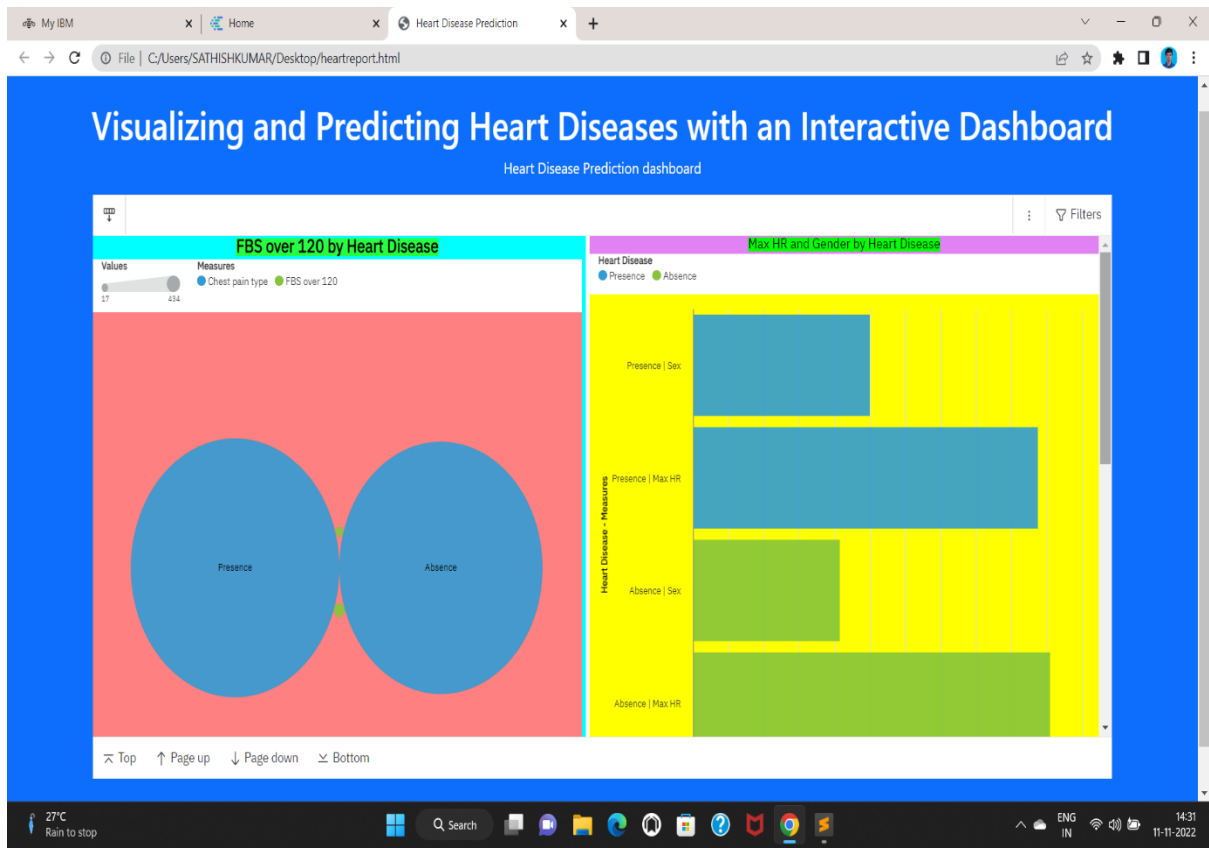 My IBM
Home
Heart Disease Prediction
File | C:/Users/SATHISHKUMAR/Desktop/heartreport.html
Visualizing and Predicting Heart Diseases with an Interactive Dashboard
Heart Disease Prediction dashboard
Filters
FBS over 120 by Heart Disease
Values
Measures
Chest pain type FBS over 120
17 434
Presence
Absence
Max HR and Gender by Heart Disease
Heart Disease
Presence Absence
Heart Disease - Measures
Presence | Sex
Presence | Max HR
Absence | Sex
Absence | Max HR
Top Page up Page down Bottom
27°C
Rain to stop
Search
ENG
IN
14:31
11-11-2022